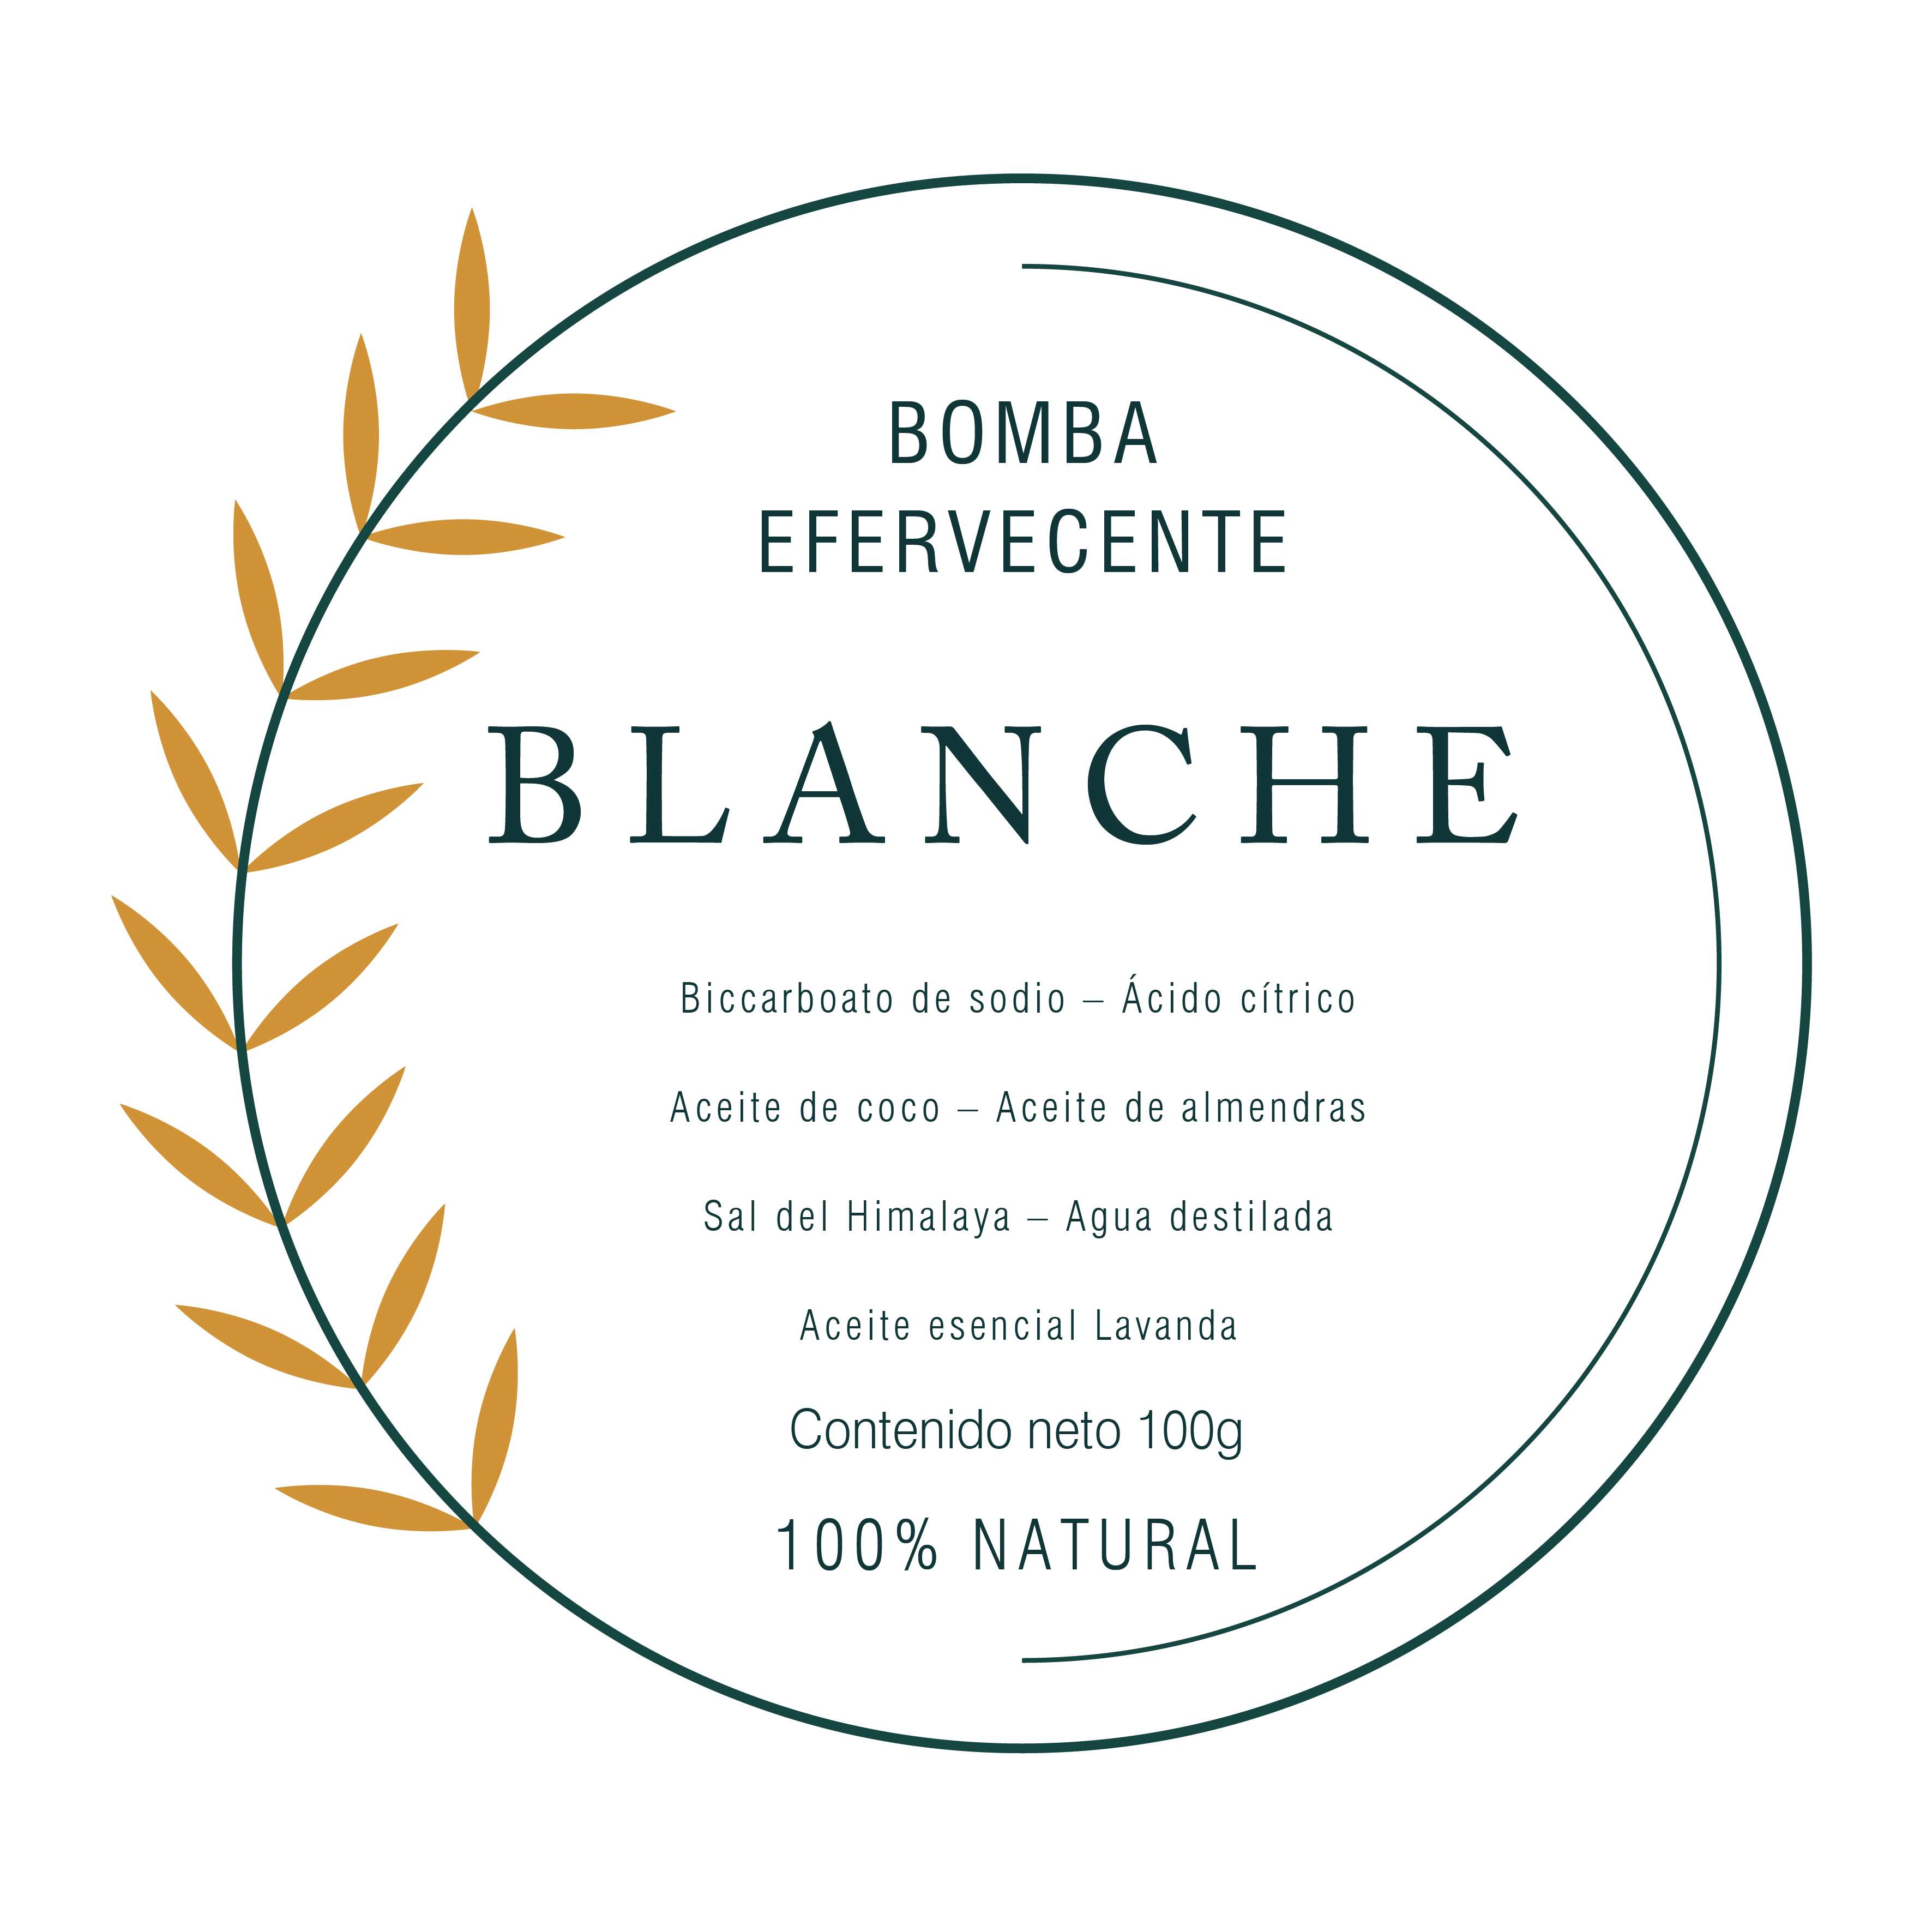 BOMBA
EFERVECENTE
BLANCHE
Biccarboato de sodio – Ácido cítrico
Aceite de coco – Aceite de almendras
Sal del Himalaya – Agua destilada
Aceite esencial Lavanda
Contenido neto 100g
100% NATURAL